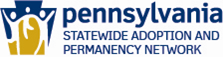 pennsylvania
STATEWIDE ADOPTION AND
PERMANENCY NETWORK